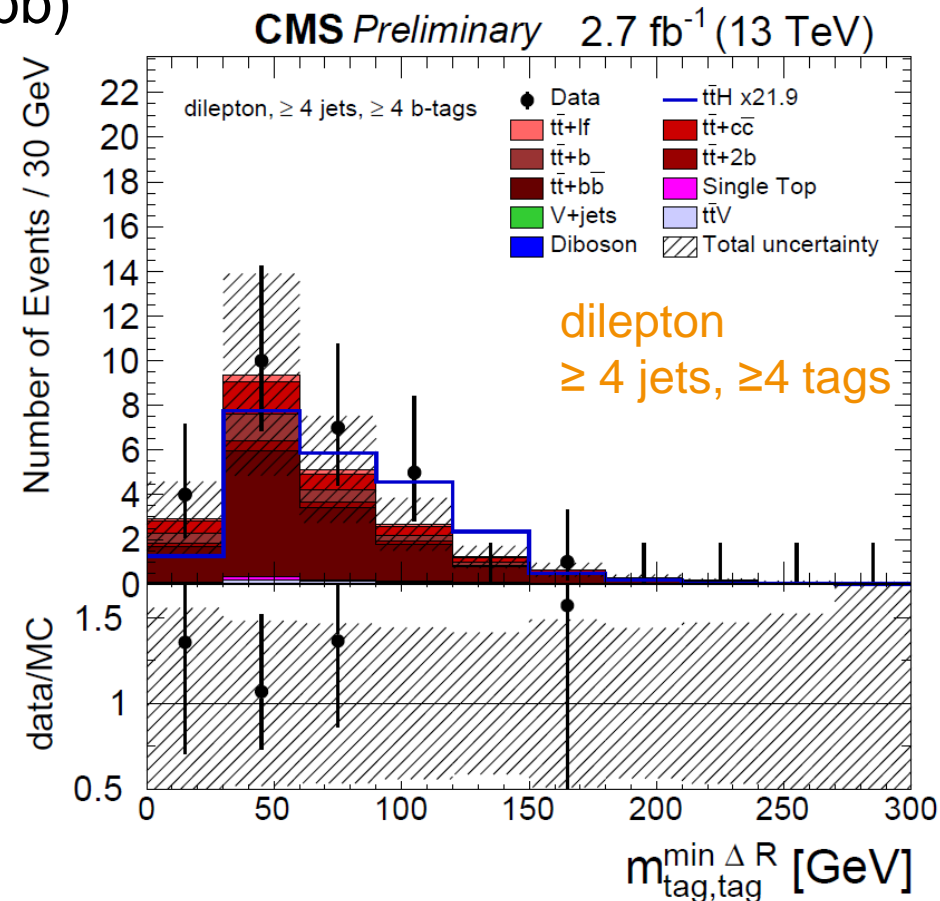 bb)
CMS Preliminary 2.7 fb⁻¹ (13 TeV)
Number of Events / 30 GeV
22
20
18
16
14
12
10
8
6
4
2
0
dilepton, ≥ 4 jets, ≥ 4 b-tags
Data
tt̄H x21.9
tt̄+lf
tt̄+cc̄
tt̄+b
tt̄+2b
tt̄+bb̄
Single Top
V+jets
tt̄V
Diboson
Total uncertainty
dilepton
≥ 4 jets, ≥4 tags
data/MC
1.5
1
0.5
0 50 100 150 200 250 300
m_{tag,tag}^{min Δ R} [GeV]